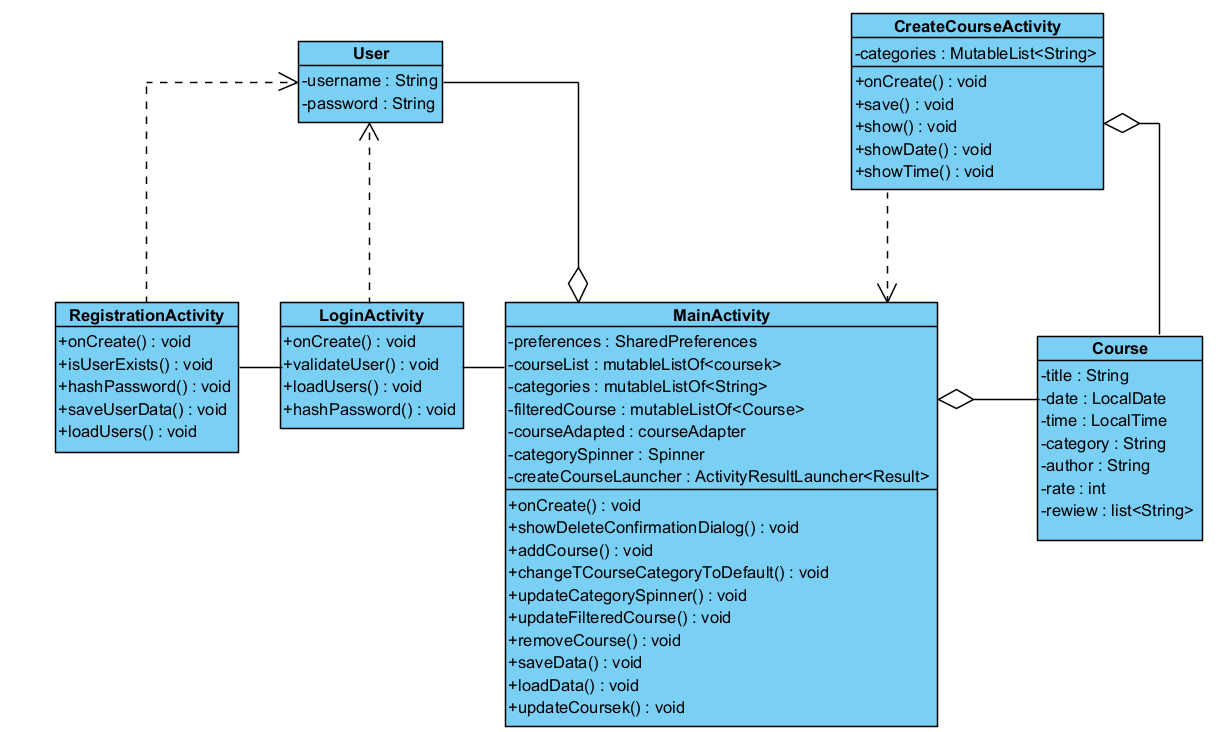 User
-username : String
-password : String
CreateCourseActivity
-categories : MutableList<String>
+onCreate() : void
+save() : void
+show() : void
+showDate() : void
+showTime() : void
RegistrationActivity
+onCreate() : void
+isUserExists() : void
+hashPassword() : void
+saveUserData() : void
+loadUsers() : void
LoginActivity
+onCreate() : void
+validateUser() : void
+loadUsers() : void
+hashPassword() : void
MainActivity
-preferences : SharedPreferences
-courseList : mutableListOf<coursek>
-categories : mutableListOf<String>
-filteredCourse : mutableListOf<Course>
-courseAdapted : courseAdapter
-categorySpinner : Spinner
-createCourseLauncher : ActivityResultLauncher<Result>
+onCreate() : void
+showDeleteConfirmationDialog() : void
+addCourse() : void
+changeTCourseCategoryToDefault() : void
+updateCategorySpinner() : void
+updateFilteredCourse() : void
+removeCourse() : void
+saveData() : void
+loadData() : void
+updateCoursek() : void
Course
-title : String
-date : LocalDate
-time : LocalTime
-category : String
-author : String
-rate : int
-rewiew : list<String>